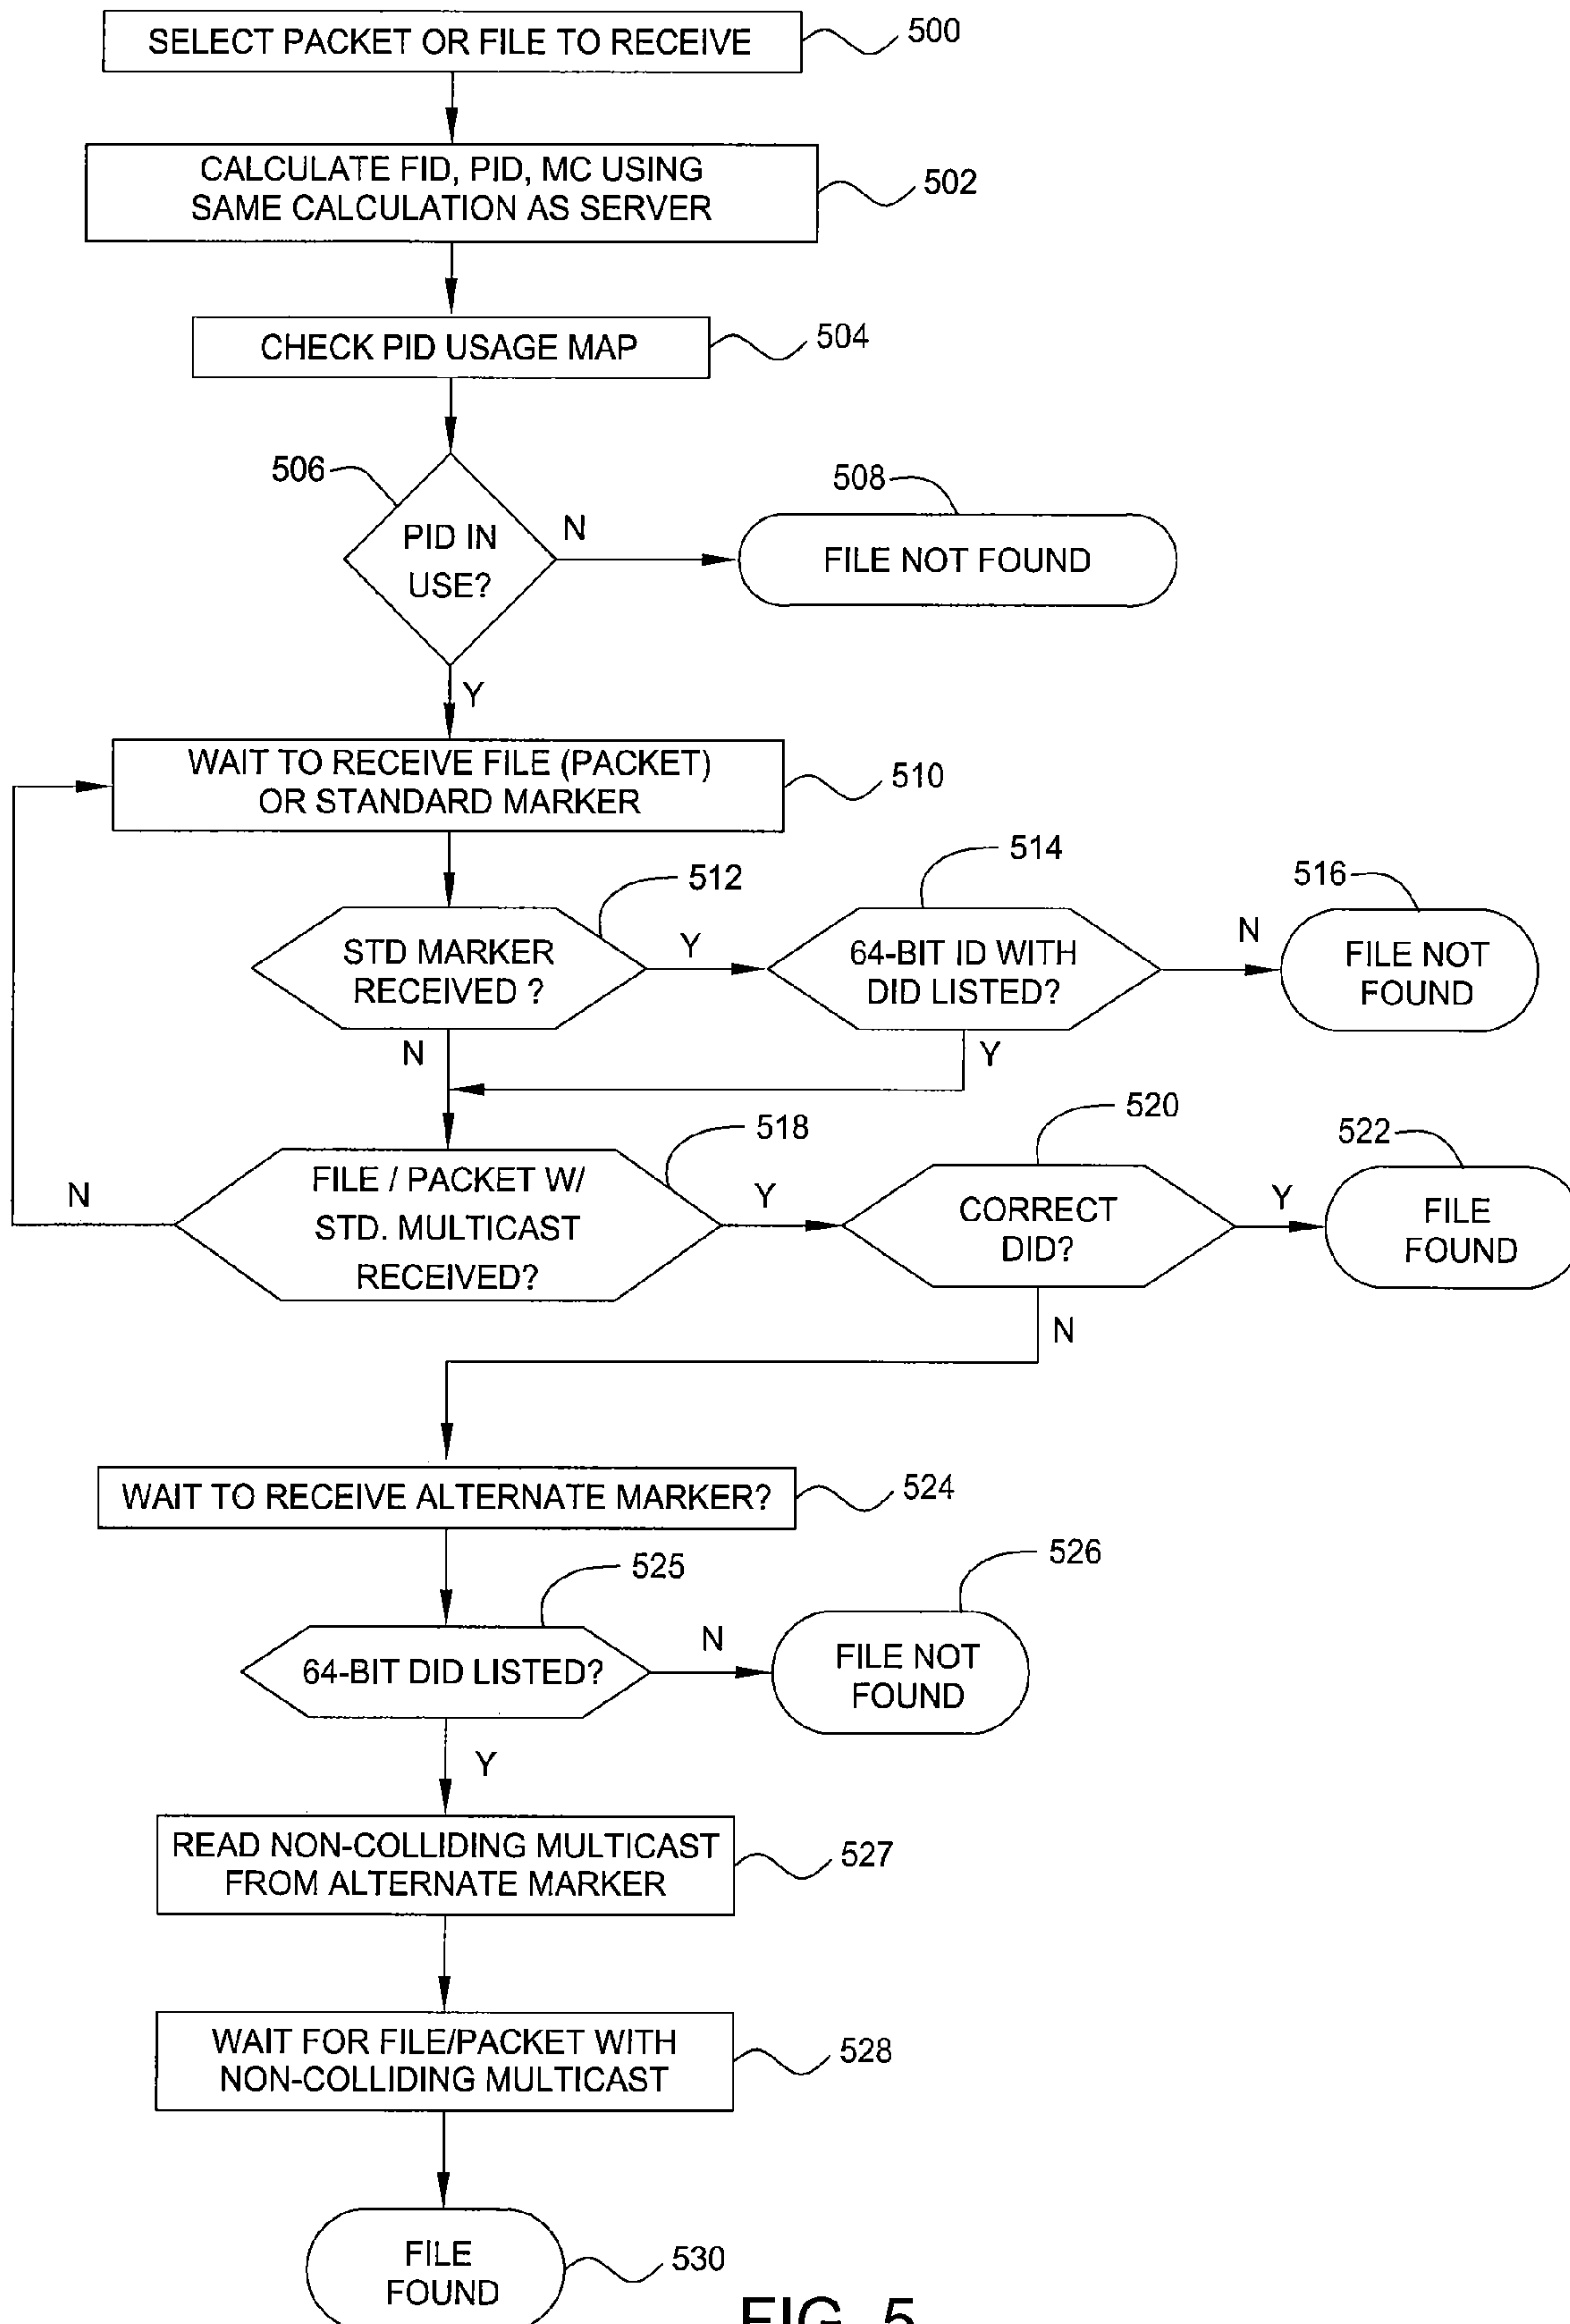 SELECT PACKET OR FILE TO RECEIVE
500
CALCULATE FID, PID, MC USING
SAME CALCULATION AS SERVER
502
CHECK PID USAGE MAP
504
506
PID IN
USE?
N
508
FILE NOT FOUND
Y
WAIT TO RECEIVE FILE (PACKET)
OR STANDARD MARKER
510
512
STD MARKER
RECEIVED ?
Y
514
64-BIT ID WITH
DID LISTED?
N
516
FILE NOT
FOUND
N
Y
518
FILE / PACKET W/
STD. MULTICAST
RECEIVED?
N
Y
520
CORRECT
DID?
Y
522
FILE
FOUND
N
WAIT TO RECEIVE ALTERNATE MARKER?
524
525
64-BIT DID LISTED?
N
526
FILE NOT
FOUND
Y
READ NON-COLLIDING MULTICAST
FROM ALTERNATE MARKER
527
WAIT FOR FILE/PACKET WITH
NON-COLLIDING MULTICAST
528
FILE
FOUND
530
FIG. 5